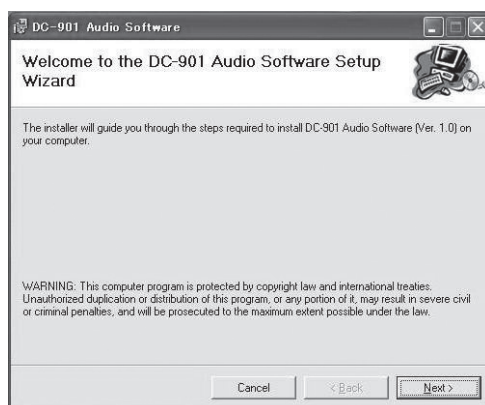 DC-901 Audio Software
Welcome to the DC-901 Audio Software Setup
Wizard
The installer will guide you through the steps required to install DC-901 Audio Software (Ver. 1.0) on
your computer.
WARNING: This computer program is protected by copyright law and international treaties.
Unauthorized duplication or distribution of this program, or any portion of it, may result in severe civil
or criminal penalties, and will be prosecuted to the maximum extent possible under the law.
Cancel
< Back
Next >